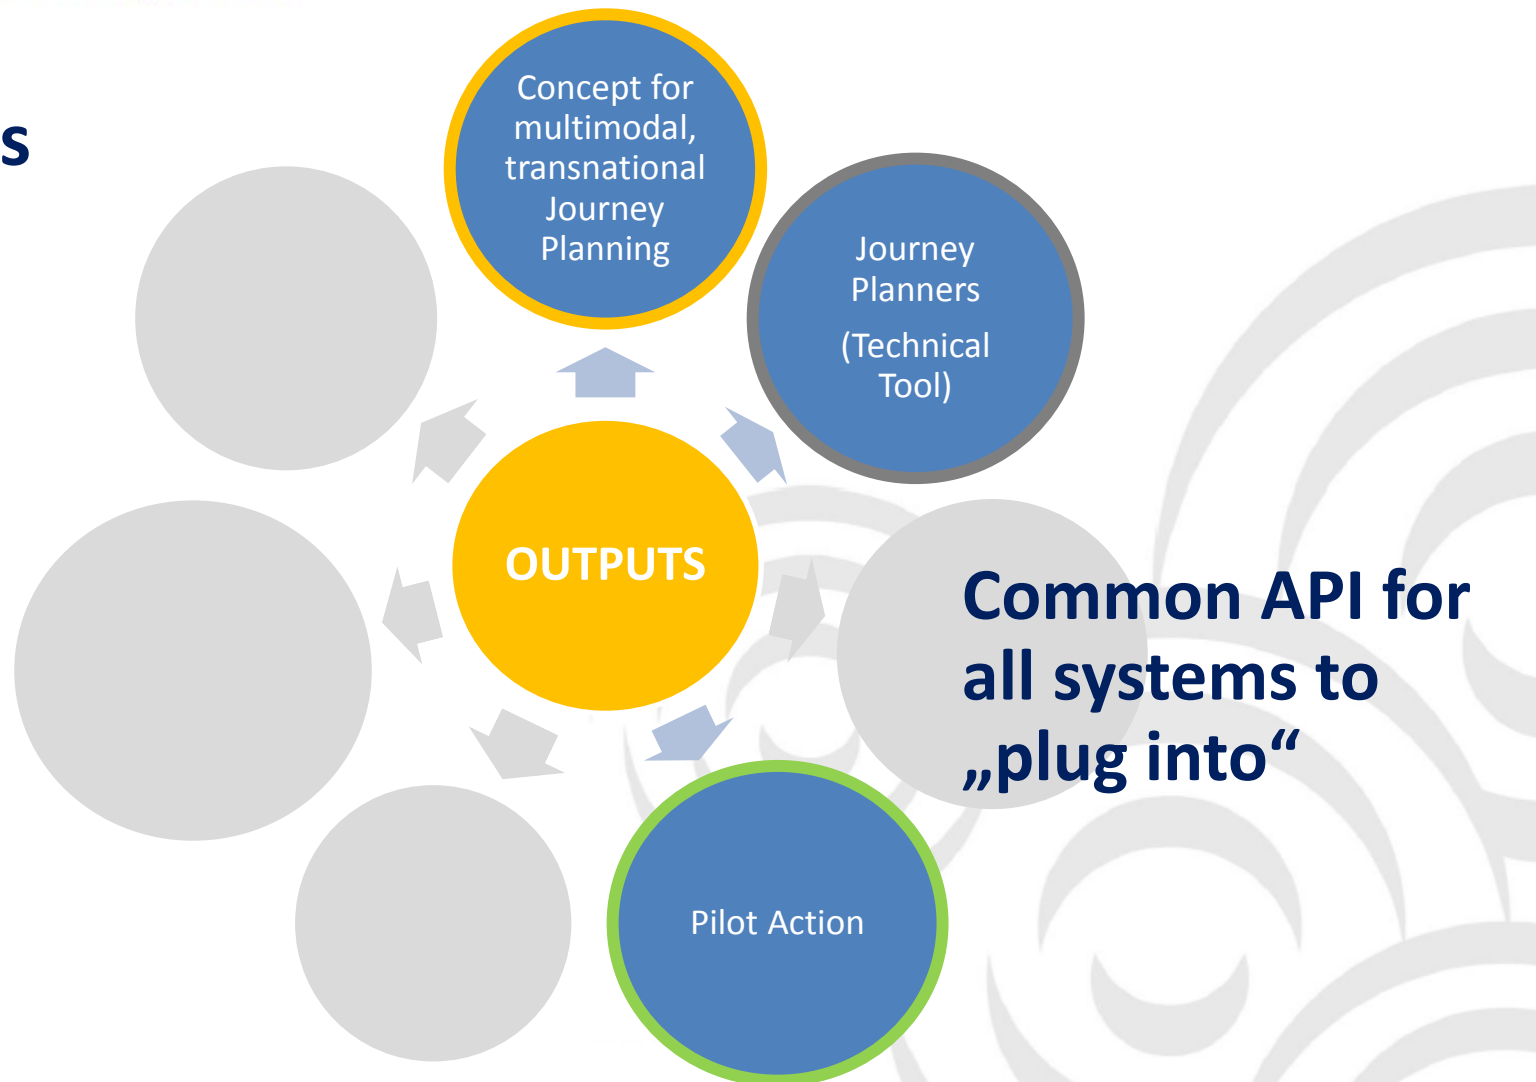 s
Concept for
multimodal,
transnational
Journey
Planning
Journey
Planners
(Technical
Tool)
OUTPUTS
Common API for
all systems to
„plug into“
Pilot Action